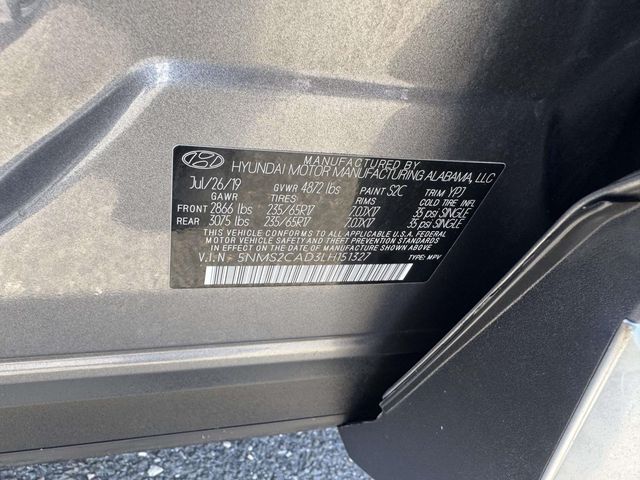 MANUFACTURED BY
HYUNDAI MOTOR MANUFACTURING ALABAMA, LLC
Jul/26/19 GVWR 4872 lbs PAINT S2C TRIM YPJ
GAWR TIRES RIMS COLD TIRE INFL PRES
FRONT 2866 lbs 235/65R17 7.0JX17 35 psi SINGLE
REAR 3075 lbs 235/65R17 7.0JX17 35 psi SINGLE
THIS VEHICLE CONFORMS TO ALL APPLICABLE U.S.A. FEDERAL
MOTOR VEHICLE SAFETY AND THEFT PREVENTION STANDARDS
IN EFFECT ON THE DATE OF MANUFACTURE SHOWN ABOVE
V.I.N. 5NMS2CAD3LH151327 TYPE: MPV